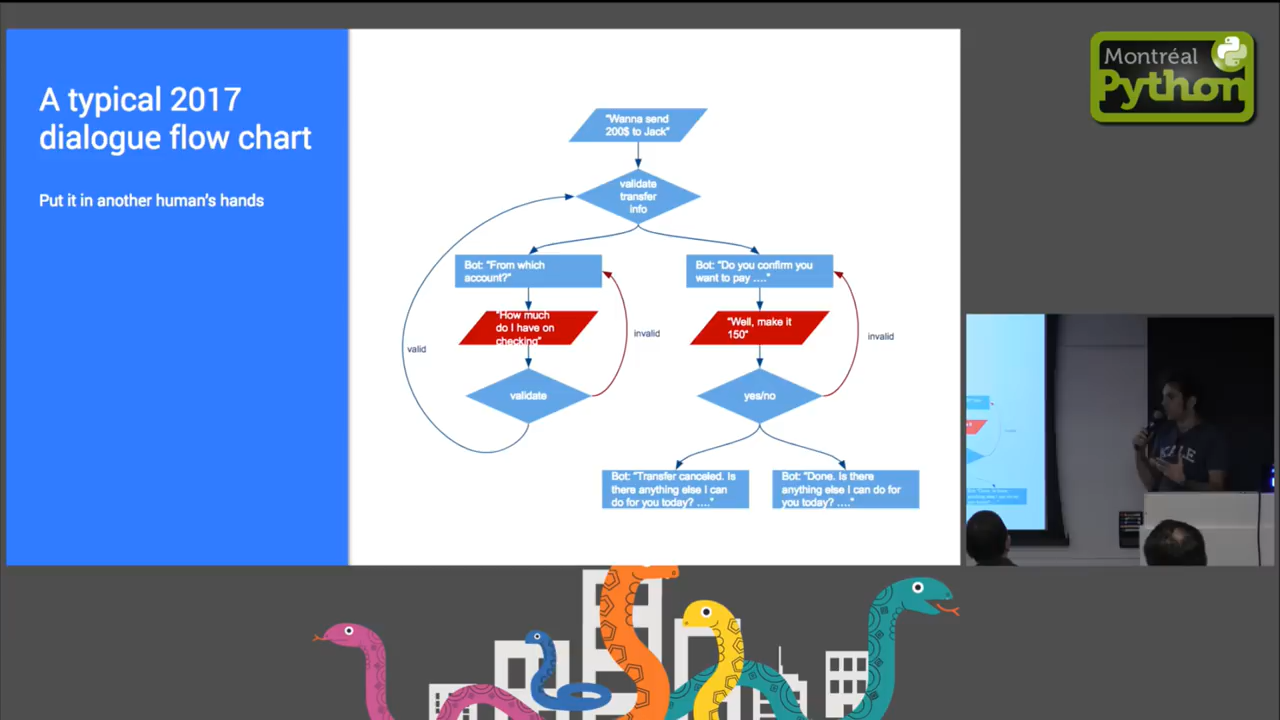 A typical 2017
dialogue flow chart
Put it in another human's hands
"Wanna send
200$ to Jack"
validate
transfer
info
Bot: "From which
account?"
Bot: "Do you confirm you
want to pay ...."
"How much
do I have on
checking"
"Well, make it
150"
invalid
invalid
valid
validate
yes/no
Bot: "Transfer canceled. Is
there anything else I can
do for you today? ...."
Bot: "Done. Is there
anything else I can do for
you today? ...."
Montréal
Python